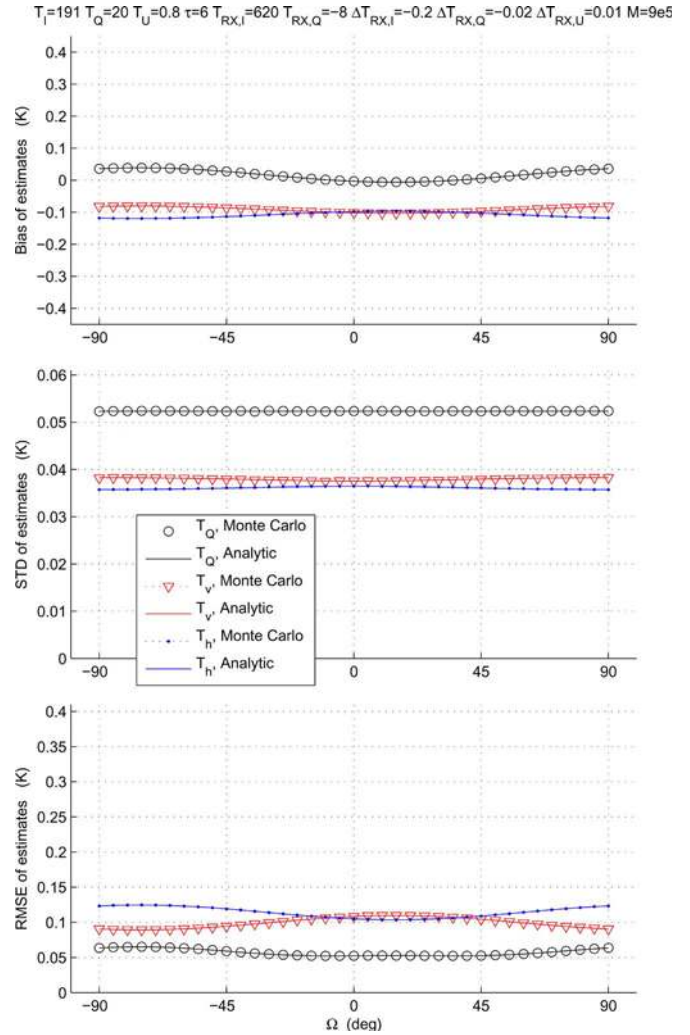 T_I=191 T_Q=20 T_U=0.8 τ=6 T_RX,I=620 T_RX,Q=−8 ΔT_RX,I=−0.2 ΔT_RX,Q=−0.02 ΔT_RX,U=0.01 M=9e5
0.4
0.3
0.2
0.1
0
−0.1
−0.2
−0.3
−0.4
Bias of estimates (K)
−90 −45 0 45 90
0.06
0.05
0.04
0.03
0.02
0.01
0
STD of estimates (K)
T_Q, Monte Carlo
T_Q, Analytic
T_v, Monte Carlo
T_v, Analytic
T_h, Monte Carlo
T_h, Analytic
−90 −45 0 45 90
0.4
0.35
0.3
0.25
0.2
0.15
0.1
0.05
0
RMSE of estimates (K)
−90 −45 0 45 90
Ω (deg)